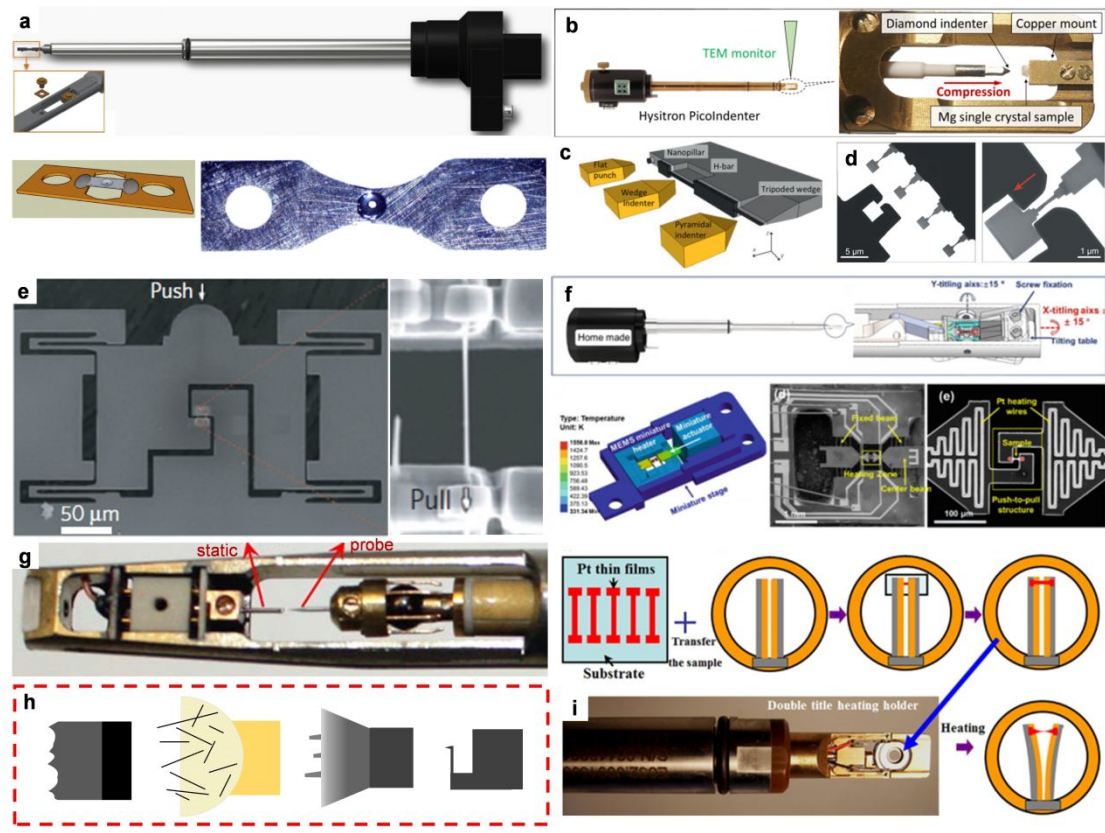 a
b
TEM monitor
Hysitron PicoIndenter
Diamond indenter
Copper mount
Compression
Mg single crystal sample
c
Flat
punch
Wedge
indenter
Pyramidal
indenter
Nanopillar
H-bar
Tripoded wedge
d
5 µm
1 µm
e
Push
50 µm
Pull
f
Home made
Y-titling aixs:±15 °
Screw fixation
X-titling aixs :
± 15 °
Tilting table
Type: Temperature
Unit: K
MEMS miniature
heater
Miniature
actuator
Miniature stage
(d)
Fixed beam
Heating Zone
Center beam
1 mm
(e)
Pt heating
wires
Sample
Push-to-pull
structure
100 µm
g
static
probe
h
Pt thin films
Substrate
+
Transfer
the sample
i
Double title heating holder
Heating